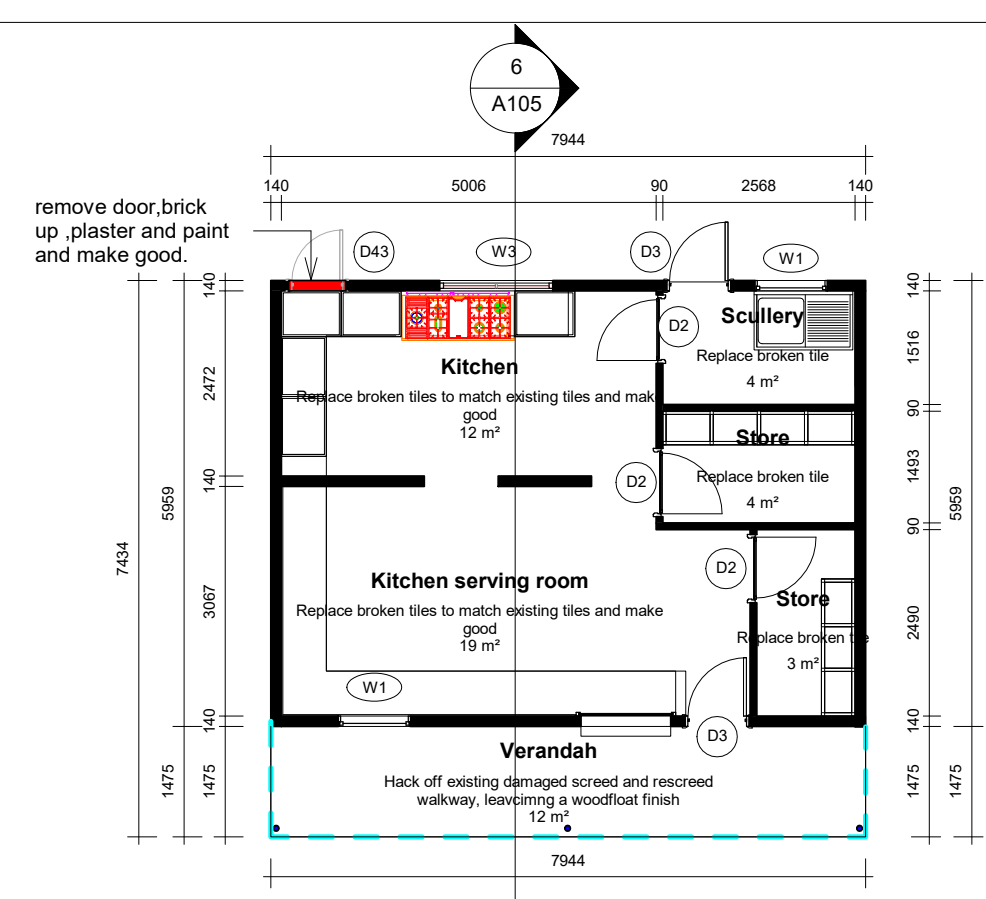 6
A105
7944
140
5006
90
2568
140
remove door,brick
up ,plaster and paint
and make good.
D43
W3
D3
W1
140
2472
140
3067
140
1475
5959
1475
7434
Scullery
Replace broken tile
4 m²
D2
Kitchen
Replace broken tiles to match existing tiles and make
good
12 m²
Store
Replace broken tile
4 m²
D2
Kitchen serving room
Replace broken tiles to match existing tiles and make
good
19 m²
D2
Store
Replace broken tile
3 m²
W1
D3
Verandah
Hack off existing damaged screed and rescreed
walkway, leavcimng a woodfloat finish
12 m²
140
1516
90
1493
90
2490
140
1475
5959
1475
7944